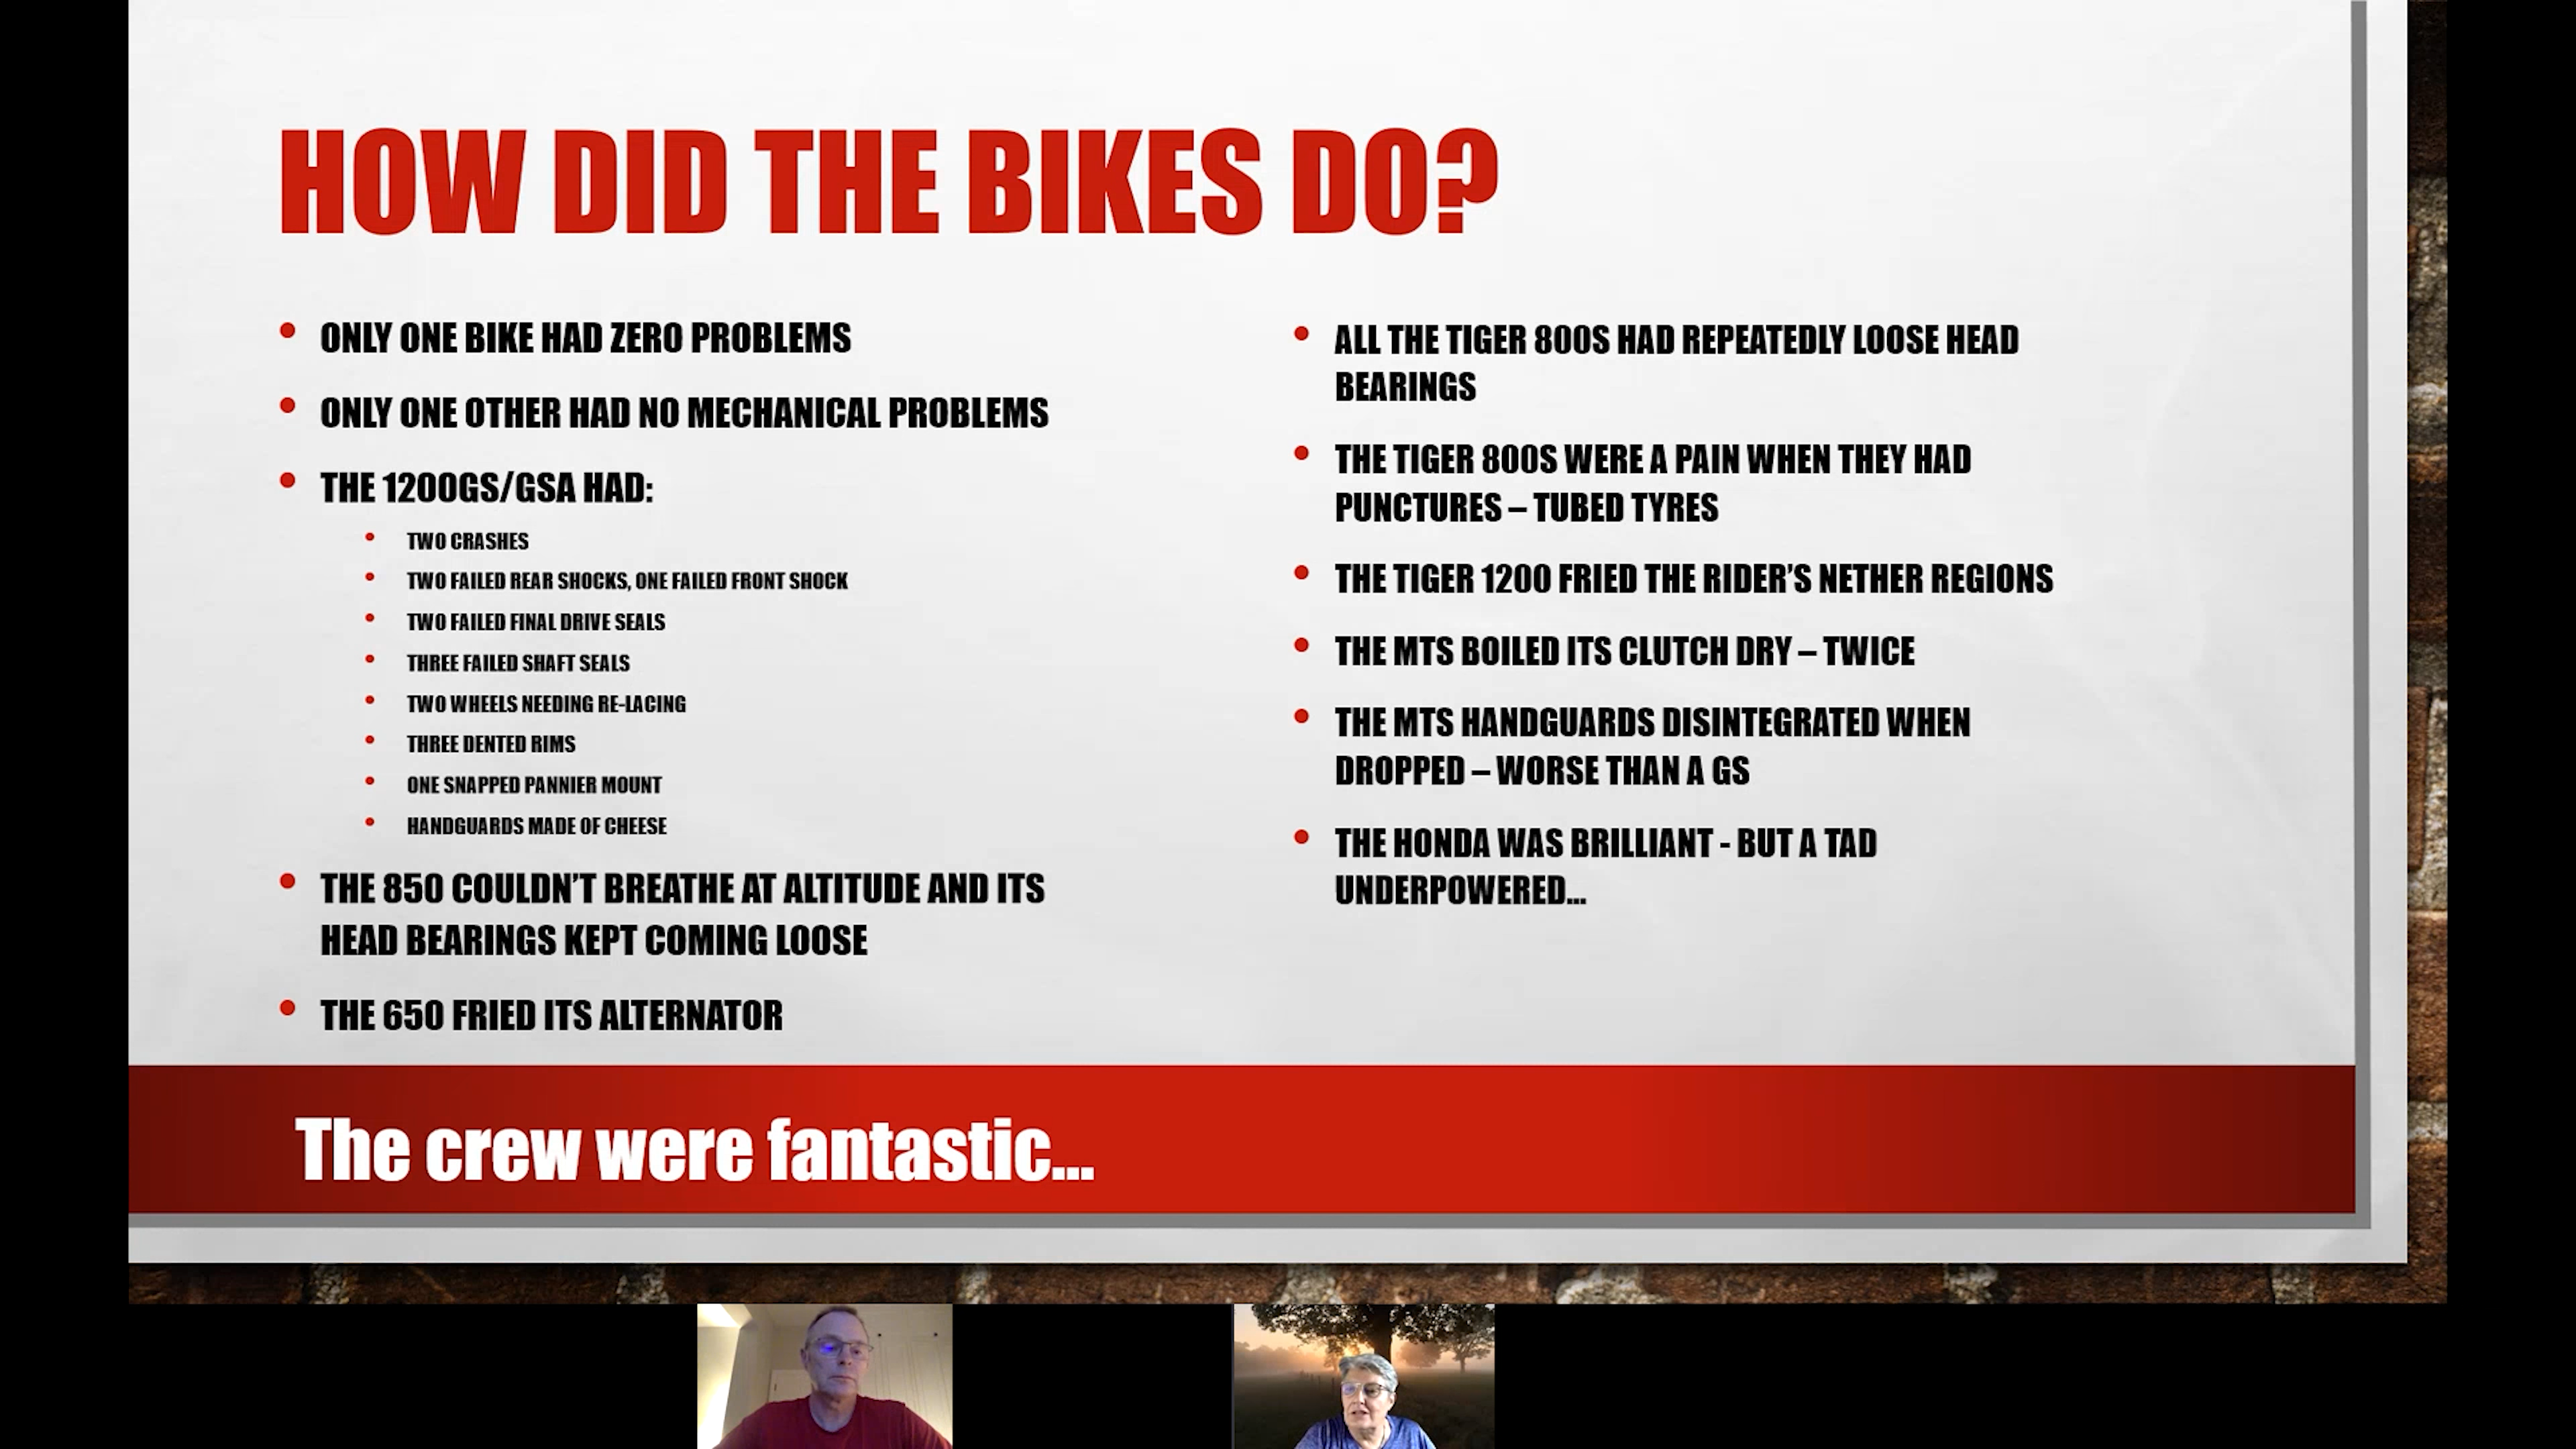 HOW DID THE BIKES DO?
ONLY ONE BIKE HAD ZERO PROBLEMS
ONLY ONE OTHER HAD NO MECHANICAL PROBLEMS
THE 1200GS/GSA HAD:
TWO CRASHES
TWO FAILED REAR SHOCKS, ONE FAILED FRONT SHOCK
TWO FAILED FINAL DRIVE SEALS
THREE FAILED SHAFT SEALS
TWO WHEELS NEEDING RE-LACING
THREE DENTED RIMS
ONE SNAPPED PANNIER MOUNT
HANDGUARDS MADE OF CHEESE
THE 850 COULDN'T BREATHE AT ALTITUDE AND ITS
HEAD BEARINGS KEPT COMING LOOSE
THE 650 FRIED ITS ALTERNATOR
ALL THE TIGER 800S HAD REPEATEDLY LOOSE HEAD
BEARINGS
THE TIGER 800S WERE A PAIN WHEN THEY HAD
PUNCTURES – TUBED TYRES
THE TIGER 1200 FRIED THE RIDER'S NETHER REGIONS
THE MTS BOILED ITS CLUTCH DRY – TWICE
THE MTS HANDGUARDS DISINTEGRATED WHEN
DROPPED – WORSE THAN A GS
THE HONDA WAS BRILLIANT - BUT A TAD
UNDERPOWERED...
The crew were fantastic...